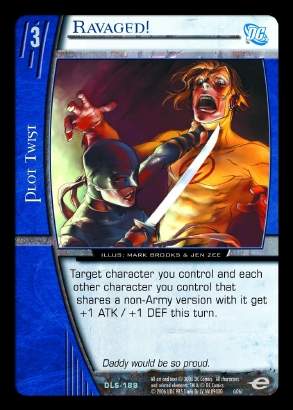 3
RAVAGED!
DC
PLOT TWIST
ILLUS: MARK BROOKS & JEN ZEE
Target character you control and each
other character you control that
shares a non-Army version with it get
+1 ATK / +1 DEF this turn.
Daddy would be so proud.
DLS-189